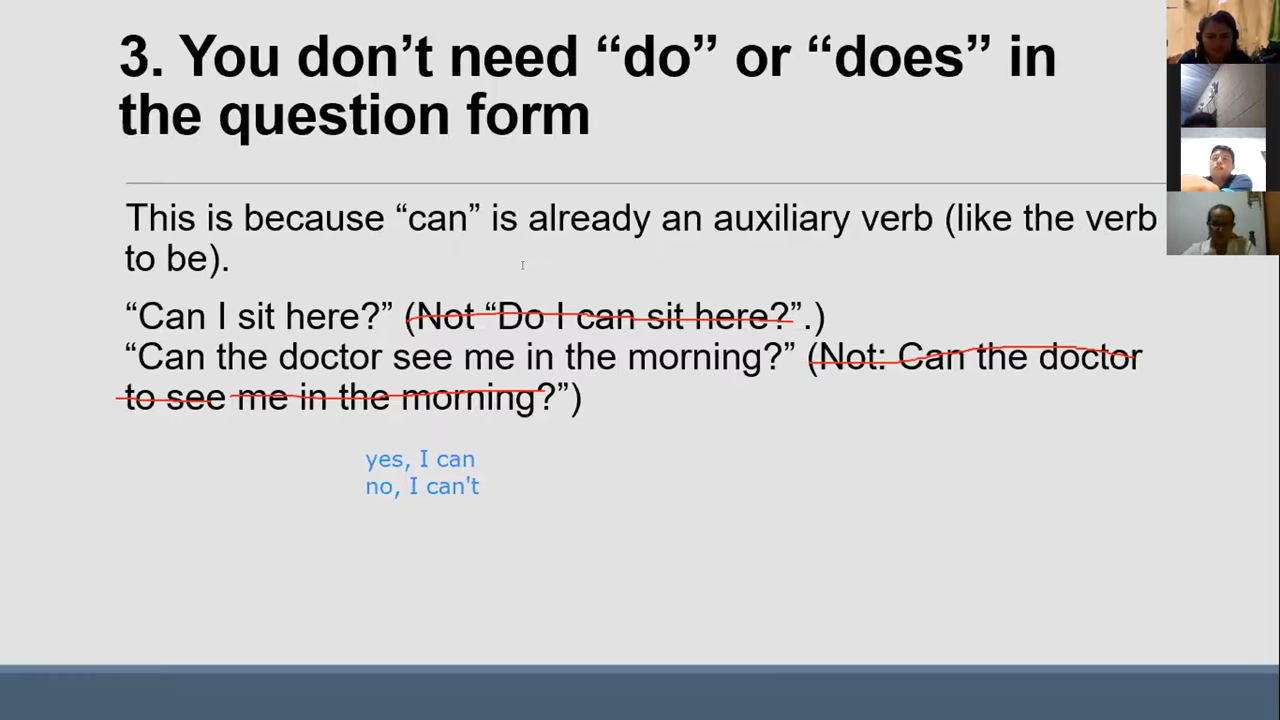 3. You don’t need “do” or “does” in
the question form
This is because “can” is already an auxiliary verb (like the verb
to be).
“Can I sit here?” (Not “Do I can sit here?”.)
“Can the doctor see me in the morning?” (Not: Can the doctor
to see me in the morning?”)
yes, I can
no, I can't